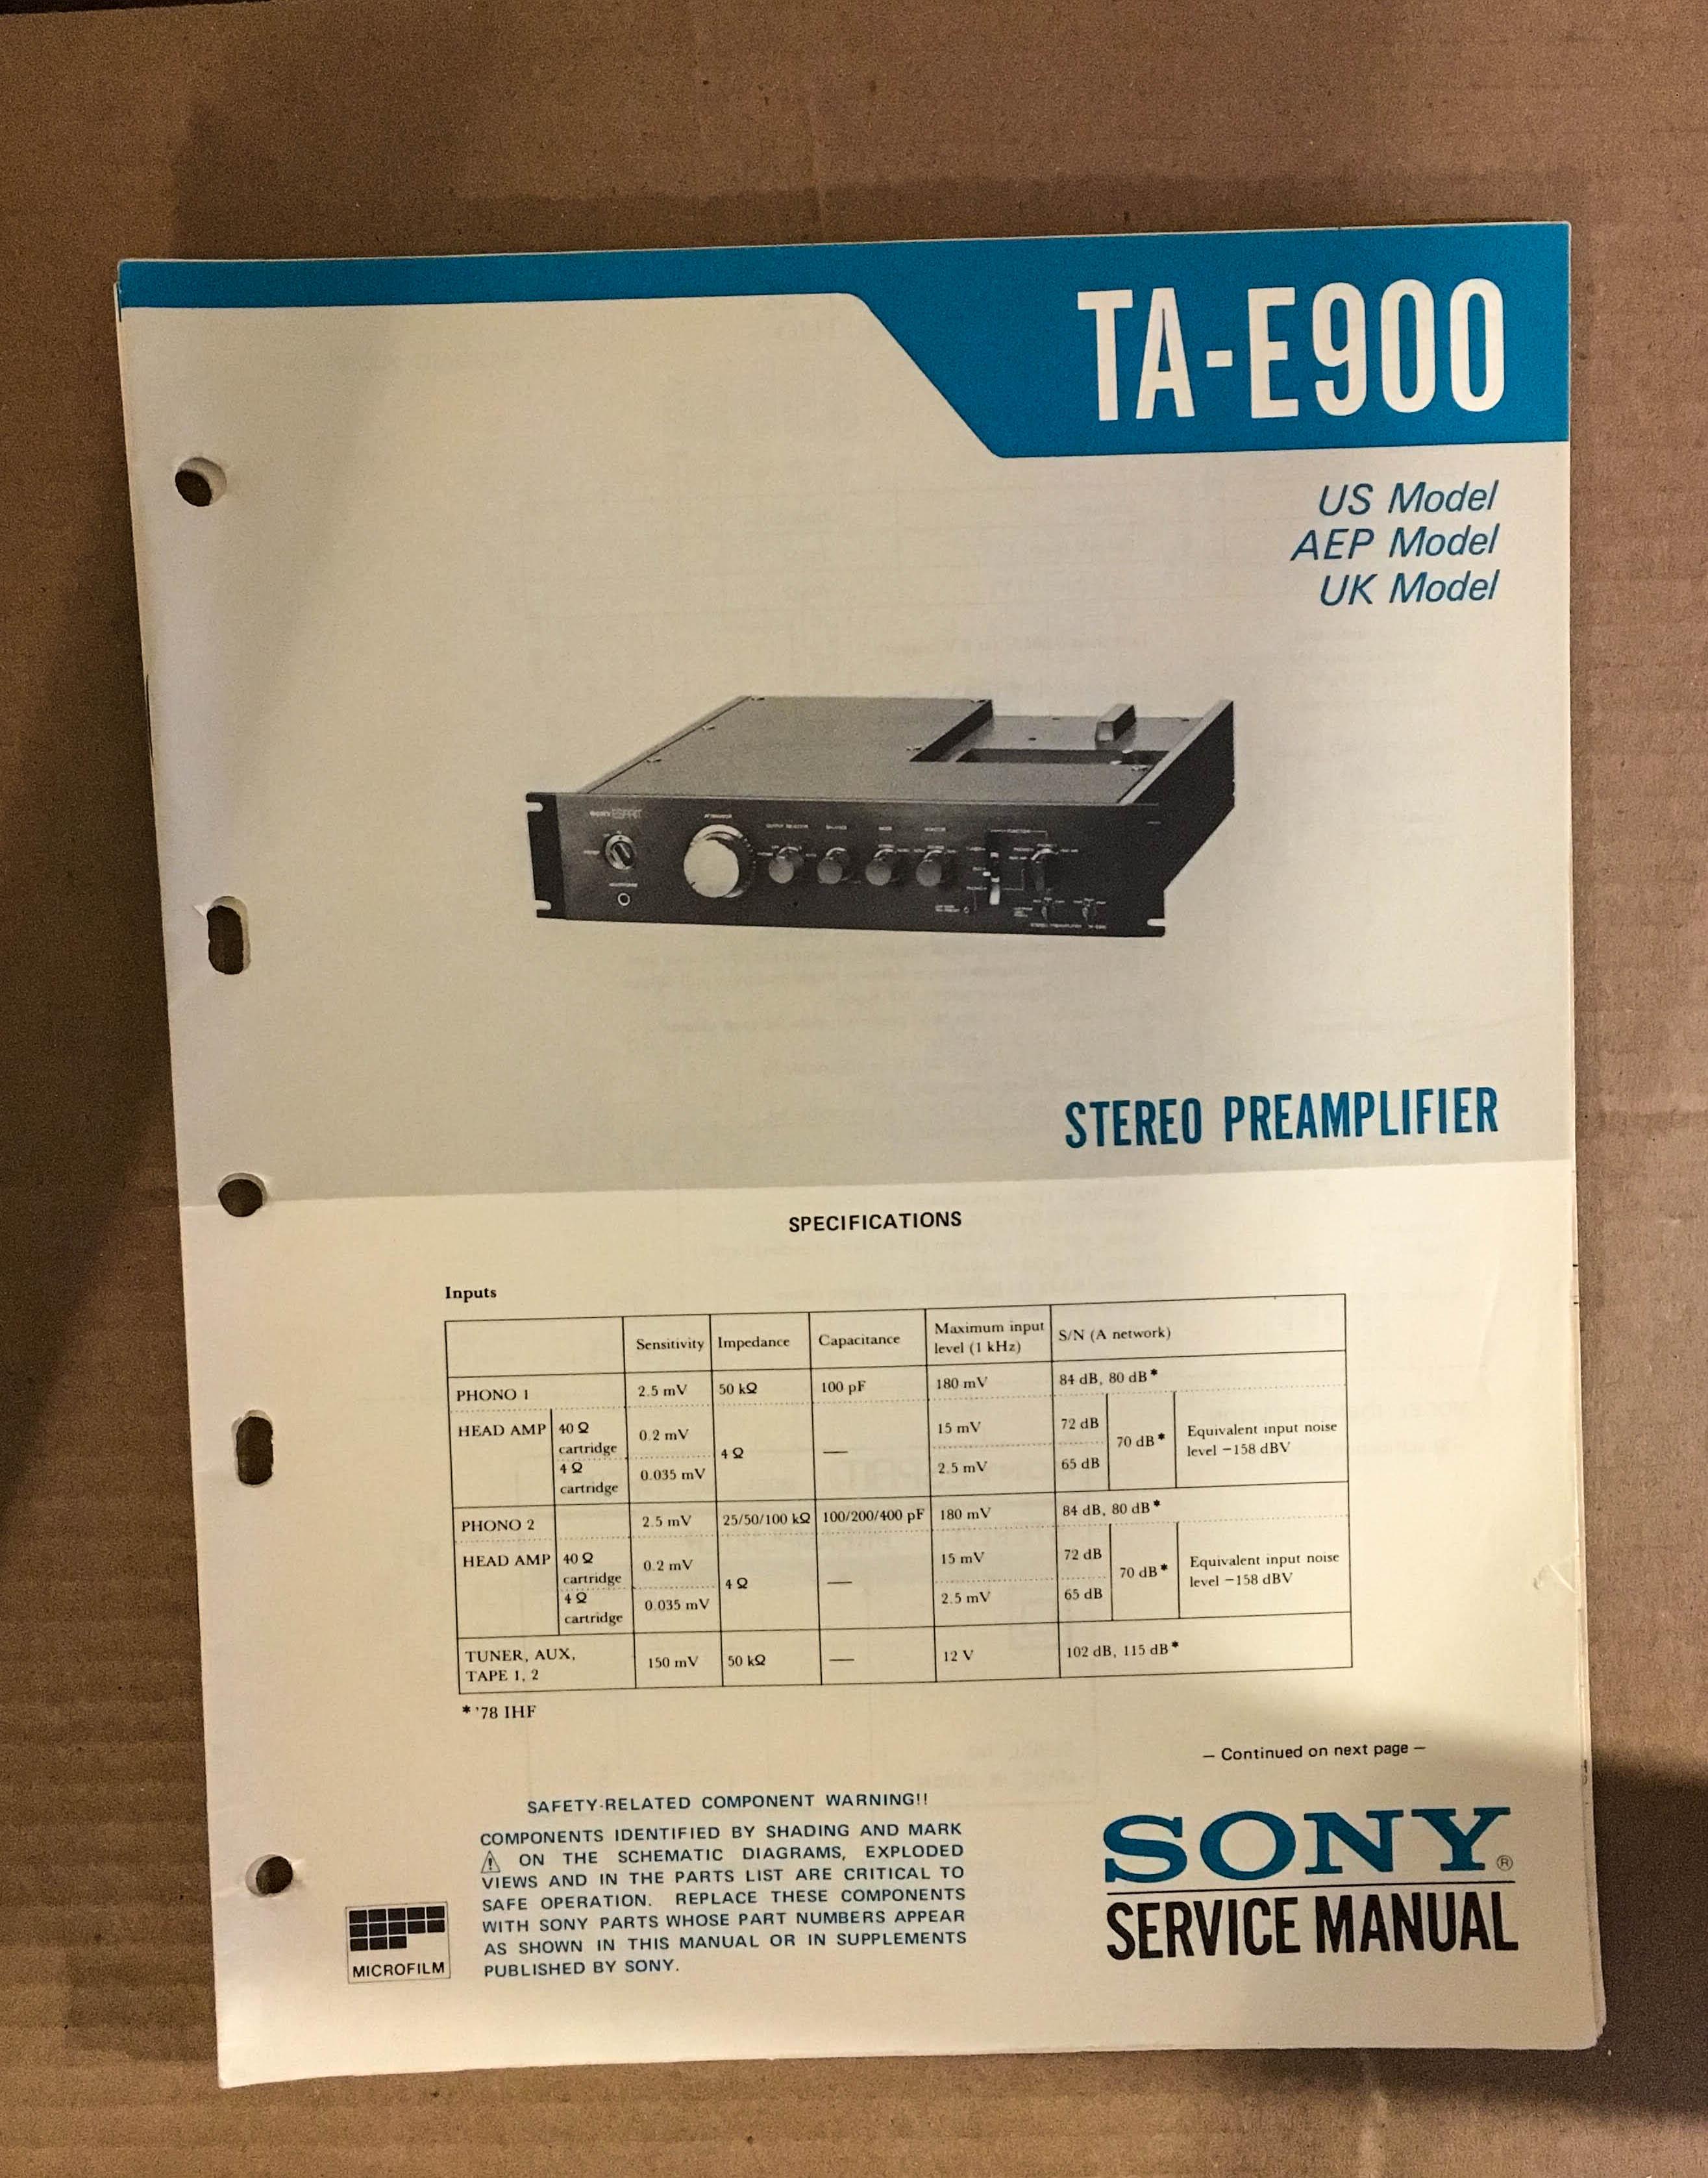 TA-E900
US Model
AEP Model
UK Model
SONY ESPRIT
STEREO PREAMPLIFIER
SPECIFICATIONS
Inputs
Sensitivity Impedance Capacitance Maximum input level (1 kHz) S/N (A network)
PHONO 1 2.5 mV 50 kΩ 100 pF 180 mV 84 dB, 80 dB*
HEAD AMP 40 Ω cartridge 0.2 mV 4 Ω — 15 mV 72 dB 70 dB* Equivalent input noise level −158 dBV
4 Ω cartridge 0.035 mV 2.5 mV 65 dB
PHONO 2 2.5 mV 25/50/100 kΩ 100/200/400 pF 180 mV 84 dB, 80 dB*
HEAD AMP 40 Ω cartridge 0.2 mV 4 Ω — 15 mV 72 dB 70 dB* Equivalent input noise level −158 dBV
4 Ω cartridge 0.035 mV 2.5 mV 65 dB
TUNER, AUX, TAPE 1, 2 150 mV 50 kΩ — 12 V 102 dB, 115 dB*
* '78 IHF
— Continued on next page —
SAFETY-RELATED COMPONENT WARNING!!
COMPONENTS IDENTIFIED BY SHADING AND MARK
⚠ ON THE SCHEMATIC DIAGRAMS, EXPLODED
VIEWS AND IN THE PARTS LIST ARE CRITICAL TO
SAFE OPERATION. REPLACE THESE COMPONENTS
WITH SONY PARTS WHOSE PART NUMBERS APPEAR
AS SHOWN IN THIS MANUAL OR IN SUPPLEMENTS
PUBLISHED BY SONY.
MICROFILM
SONY®
SERVICE MANUAL